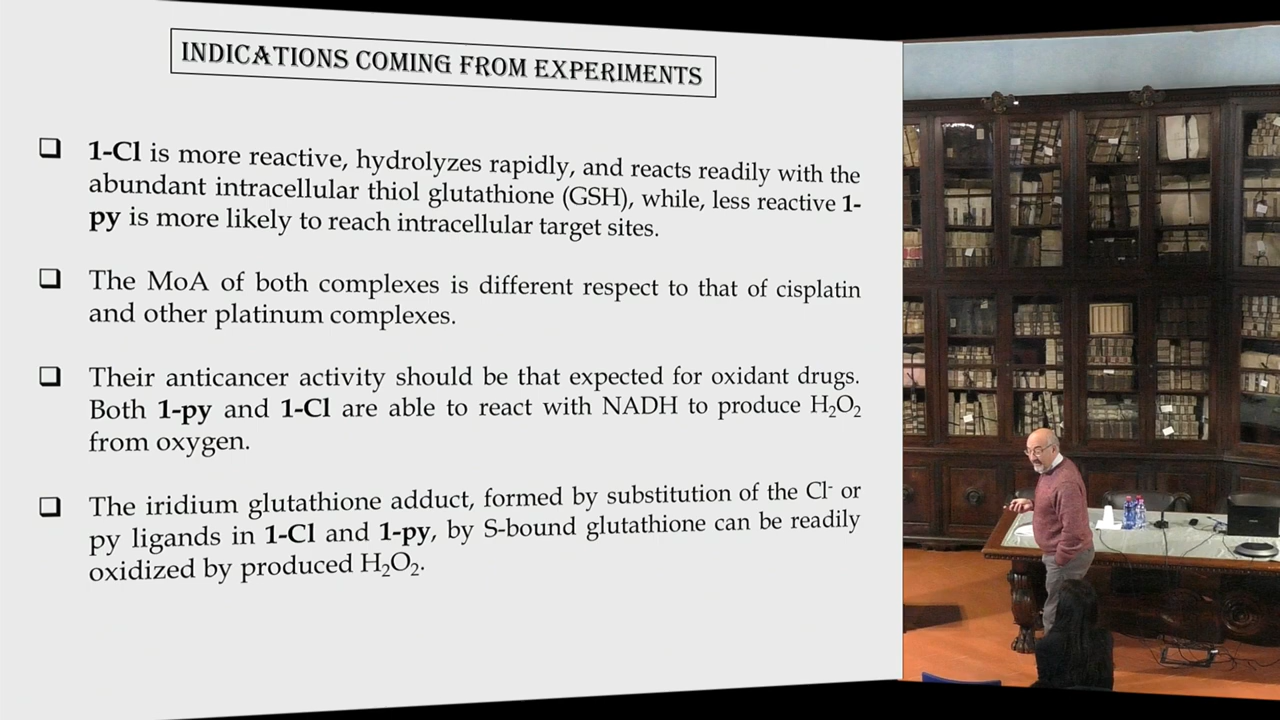 INDICATIONS COMING FROM EXPERIMENTS
❑ 1-Cl is more reactive, hydrolyzes rapidly, and reacts readily with the
abundant intracellular thiol glutathione (GSH), while, less reactive 1-
py is more likely to reach intracellular target sites.
❑ The MoA of both complexes is different respect to that of cisplatin
and other platinum complexes.
❑ Their anticancer activity should be that expected for oxidant drugs.
Both 1-py and 1-Cl are able to react with NADH to produce H₂O₂
from oxygen.
❑ The iridium glutathione adduct, formed by substitution of the Cl⁻ or
py ligands in 1-Cl and 1-py, by S-bound glutathione can be readily
oxidized by produced H₂O₂.